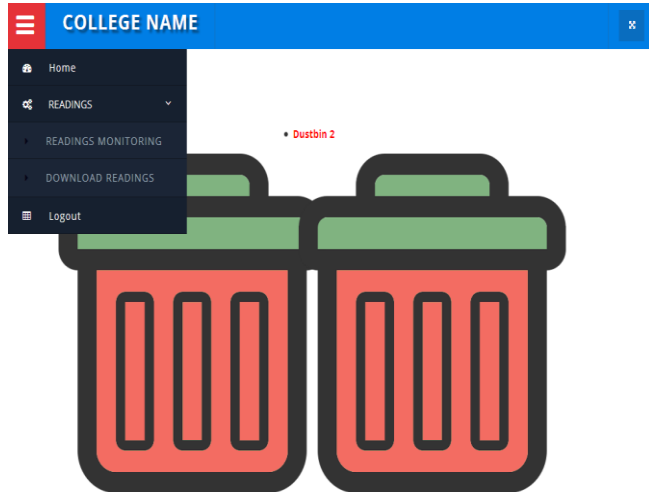 COLLEGE NAME
Home
READINGS
Dustbin 2
READINGS MONITORING
DOWNLOAD READINGS
Logout